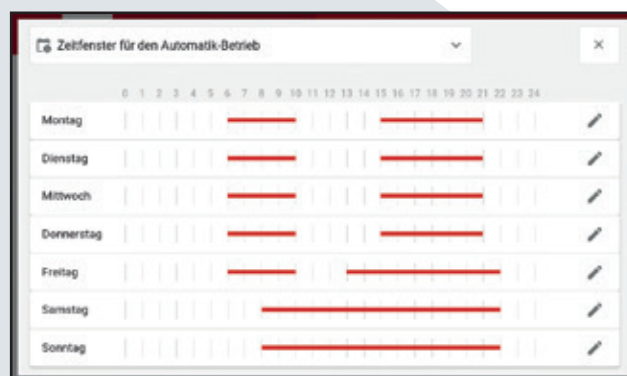 Zeitfenster für den Automatik-Betrieb
0 1 2 3 4 5 6 7 8 9 10 11 12 13 14 15 16 17 18 19 20 21 22 23 24
Montag
Dienstag
Mittwoch
Donnerstag
Freitag
Samstag
Sonntag